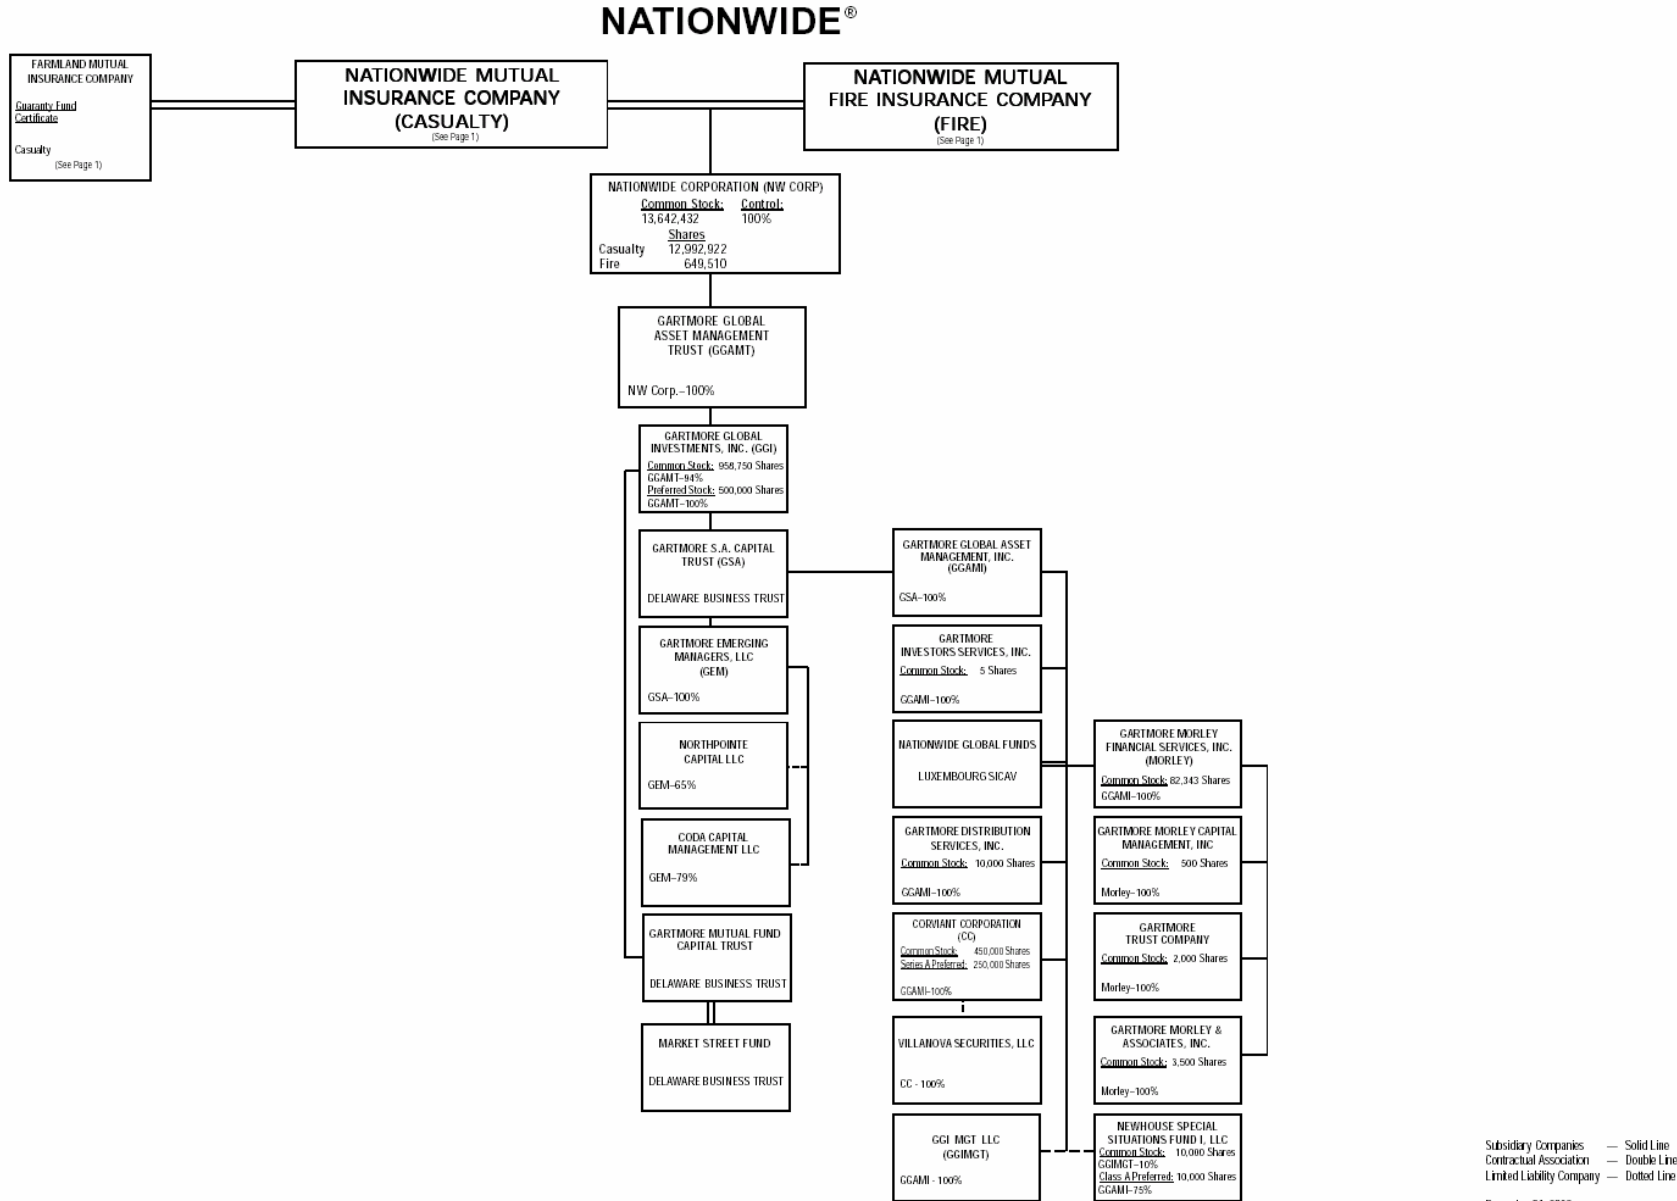 NATIONWIDE®
FARMLAND MUTUAL
INSURANCE COMPANY
Guaranty Fund
Certificate
Casualty
(See Page 1)
NATIONWIDE MUTUAL
INSURANCE COMPANY
(CASUALTY)
(See Page 1)
NATIONWIDE MUTUAL
FIRE INSURANCE COMPANY
(FIRE)
(See Page 1)
NATIONWIDE CORPORATION (NW CORP)
Common Stock: Control:
13,642,432 100%
Shares
Casualty 12,992,922
Fire 649,510
GARTMORE GLOBAL
ASSET MANAGEMENT
TRUST (GGAMT)
NW Corp.–100%
GARTMORE GLOBAL
INVESTMENTS, INC. (GGI)
Common Stock: 958,750 Shares
GGAMT–94%
Preferred Stock: 500,000 Shares
GGAMT–100%
GARTMORE S.A. CAPITAL
TRUST (GSA)
DELAWARE BUSINESS TRUST
GARTMORE EMERGING
MANAGERS, LLC
(GEM)
GSA–100%
NORTHPOINTE
CAPITAL LLC
GEM–65%
CODA CAPITAL
MANAGEMENT LLC
GEM–79%
GARTMORE MUTUAL FUND
CAPITAL TRUST
DELAWARE BUSINESS TRUST
MARKET STREET FUND
DELAWARE BUSINESS TRUST
GARTMORE GLOBAL ASSET
MANAGEMENT, INC.
(GGAMI)
GSA–100%
GARTMORE
INVESTORS SERVICES, INC.
Common Stock: 5 Shares
GGAMI–100%
NATIONWIDE GLOBAL FUNDS
LUXEMBOURG SICAV
GARTMORE DISTRIBUTION
SERVICES, INC.
Common Stock: 10,000 Shares
GGAMI–100%
CORVIANT CORPORATION
(CC)
Common Stock: 450,000 Shares
Series A Preferred: 250,000 Shares
GGAMI–100%
VILLANOVA SECURITIES, LLC
CC - 100%
GGI MGT LLC
(GGIMGT)
GGAMI - 100%
GARTMORE MORLEY
FINANCIAL SERVICES, INC.
(MORLEY)
Common Stock: 82,343 Shares
GGAMI–100%
GARTMORE MORLEY CAPITAL
MANAGEMENT, INC
Common Stock: 500 Shares
Morley–100%
GARTMORE
TRUST COMPANY
Common Stock: 2,000 Shares
Morley–100%
GARTMORE MORLEY &
ASSOCIATES, INC.
Common Stock: 3,500 Shares
Morley–100%
NEWHOUSE SPECIAL
SITUATIONS FUND I, LLC
Common Stock: 10,000 Shares
GGIMGT–10%
Class A Preferred: 10,000 Shares
GGAMI–75%
Subsidiary Companies — Solid Line
Contractual Association — Double Line
Limited Liability Company — Dotted Line